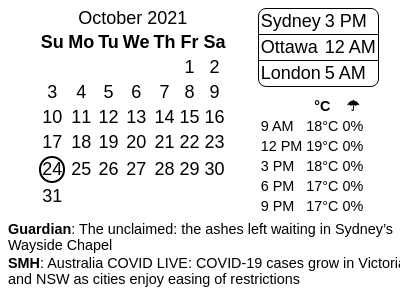 October 2021
Su Mo Tu We Th Fr Sa
1 2
3 4 5 6 7 8 9
10 11 12 13 14 15 16
17 18 19 20 21 22 23
24 25 26 27 28 29 30
31
Sydney 3 PM
Ottawa 12 AM
London 5 AM
°C ☂
9 AM 18°C 0%
12 PM 19°C 0%
3 PM 18°C 0%
6 PM 17°C 0%
9 PM 17°C 0%
Guardian: The unclaimed: the ashes left waiting in Sydney’s
Wayside Chapel
SMH: Australia COVID LIVE: COVID-19 cases grow in Victoria
and NSW as cities enjoy easing of restrictions